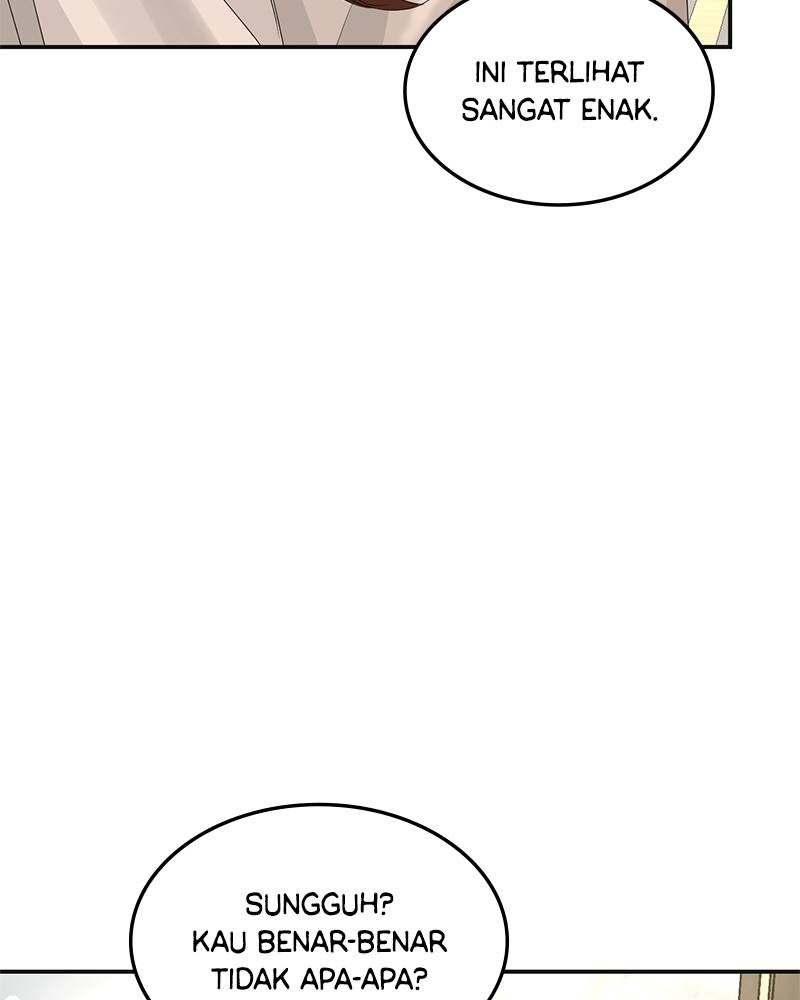 INI TERLIHAT
SANGAT ENAK.
SUNGGUH?
KAU BENAR-BENAR
TIDAK APA-APA?